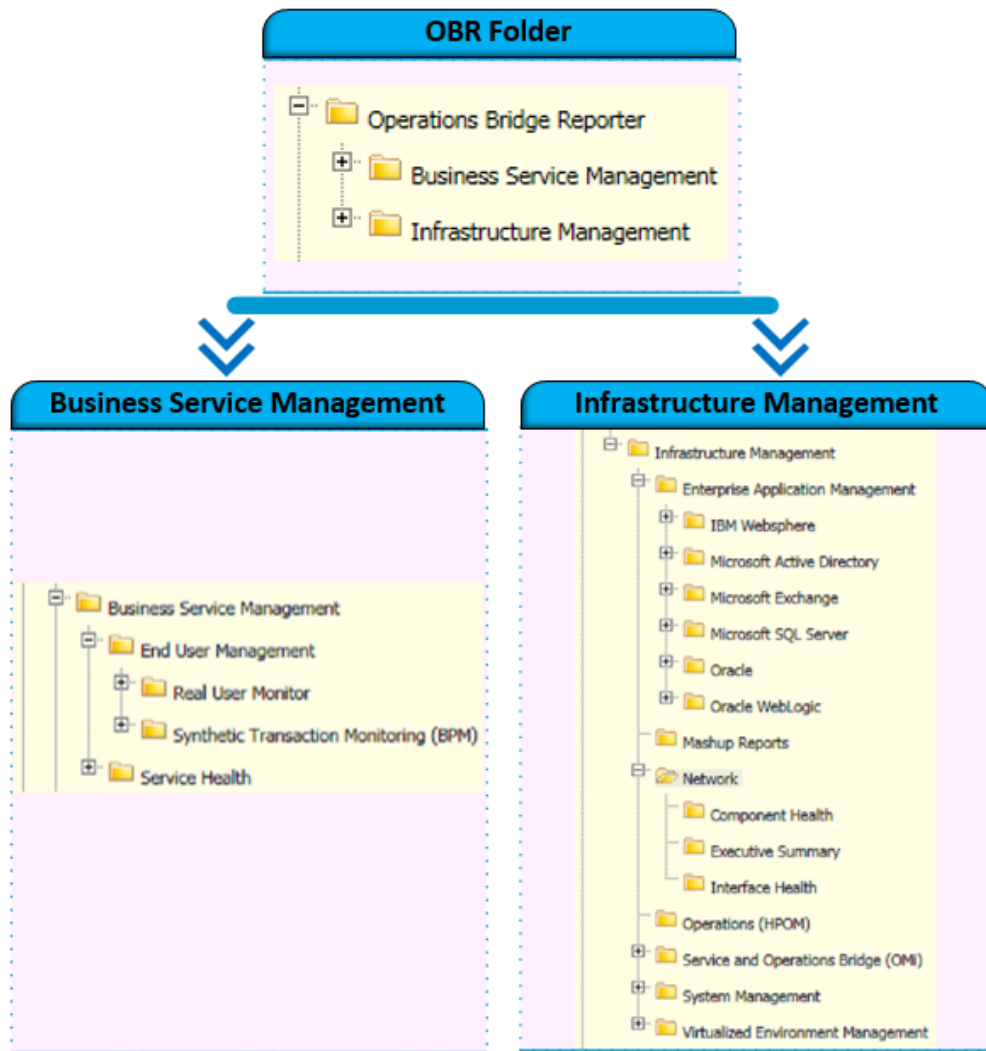 OBR Folder
Operations Bridge Reporter
Business Service Management
Infrastructure Management
Business Service Management
Business Service Management
End User Management
Real User Monitor
Synthetic Transaction Monitoring (BPM)
Service Health
Infrastructure Management
Infrastructure Management
Enterprise Application Management
IBM Websphere
Microsoft Active Directory
Microsoft Exchange
Microsoft SQL Server
Oracle
Oracle WebLogic
Mashup Reports
Network
Component Health
Executive Summary
Interface Health
Operations (HPOM)
Service and Operations Bridge (OMi)
System Management
Virtualized Environment Management